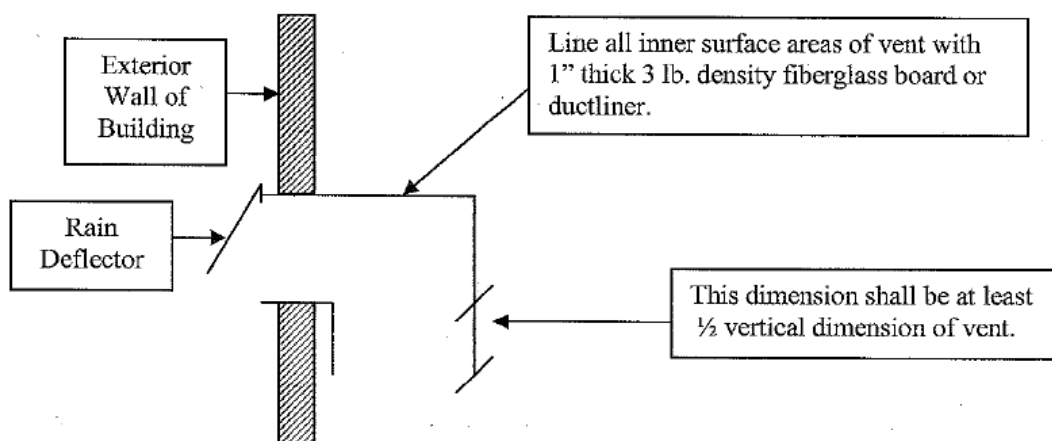 Exterior
Wall of
Building
Line all inner surface areas of vent with
1” thick 3 lb. density fiberglass board or
ductliner.
Rain
Deflector
This dimension shall be at least
½ vertical dimension of vent.